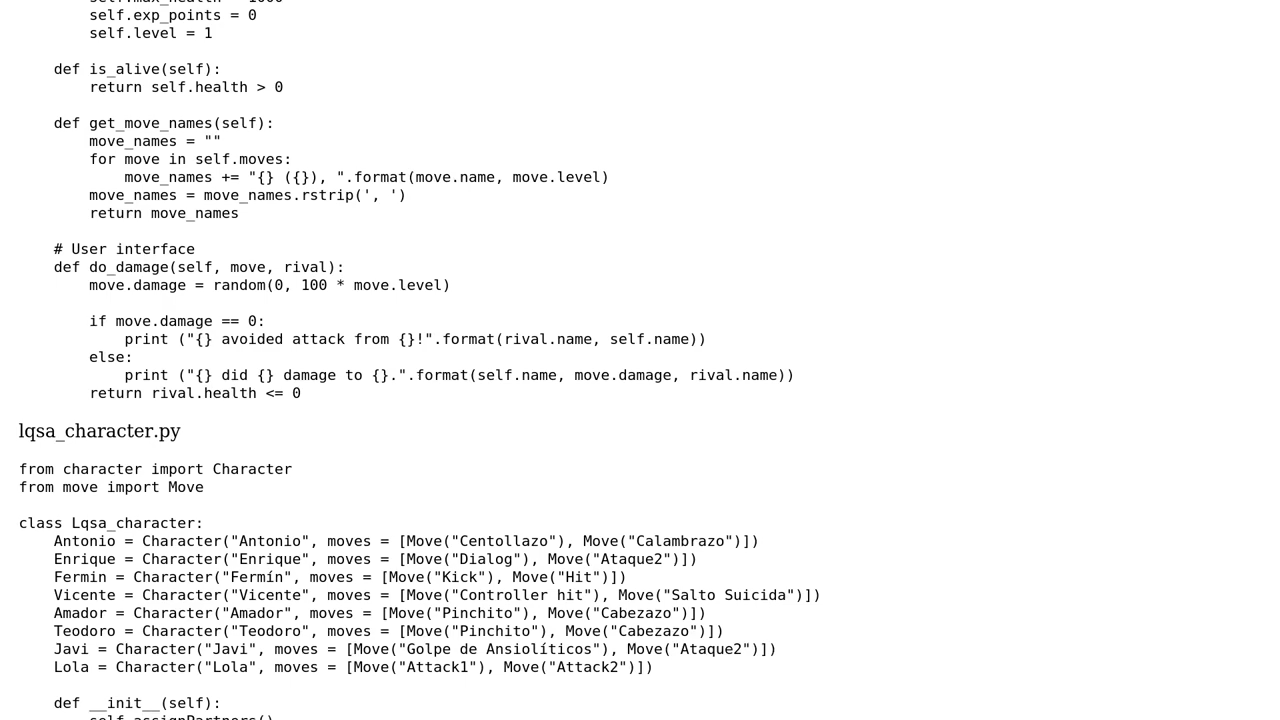 self.max_health = 1000
self.exp_points = 0
self.level = 1
def is_alive(self):
return self.health > 0
def get_move_names(self):
move_names = ""
for move in self.moves:
move_names += "{} ({}), ".format(move.name, move.level)
move_names = move_names.rstrip(', ')
return move_names
# User interface
def do_damage(self, move, rival):
move.damage = random(0, 100 * move.level)
if move.damage == 0:
print ("{} avoided attack from {}!".format(rival.name, self.name))
else:
print ("{} did {} damage to {}.".format(self.name, move.damage, rival.name))
return rival.health <= 0
lqsa_character.py
from character import Character
from move import Move
class Lqsa_character:
Antonio = Character("Antonio", moves = [Move("Centollazo"), Move("Calambrazo")])
Enrique = Character("Enrique", moves = [Move("Dialog"), Move("Ataque2")])
Fermin = Character("Fermín", moves = [Move("Kick"), Move("Hit")])
Vicente = Character("Vicente", moves = [Move("Controller hit"), Move("Salto Suicida")])
Amador = Character("Amador", moves = [Move("Pinchito"), Move("Cabezazo")])
Teodoro = Character("Teodoro", moves = [Move("Pinchito"), Move("Cabezazo")])
Javi = Character("Javi", moves = [Move("Golpe de Ansiolíticos"), Move("Ataque2")])
Lola = Character("Lola", moves = [Move("Attack1"), Move("Attack2")])
def __init__(self):
self.assignPartners()